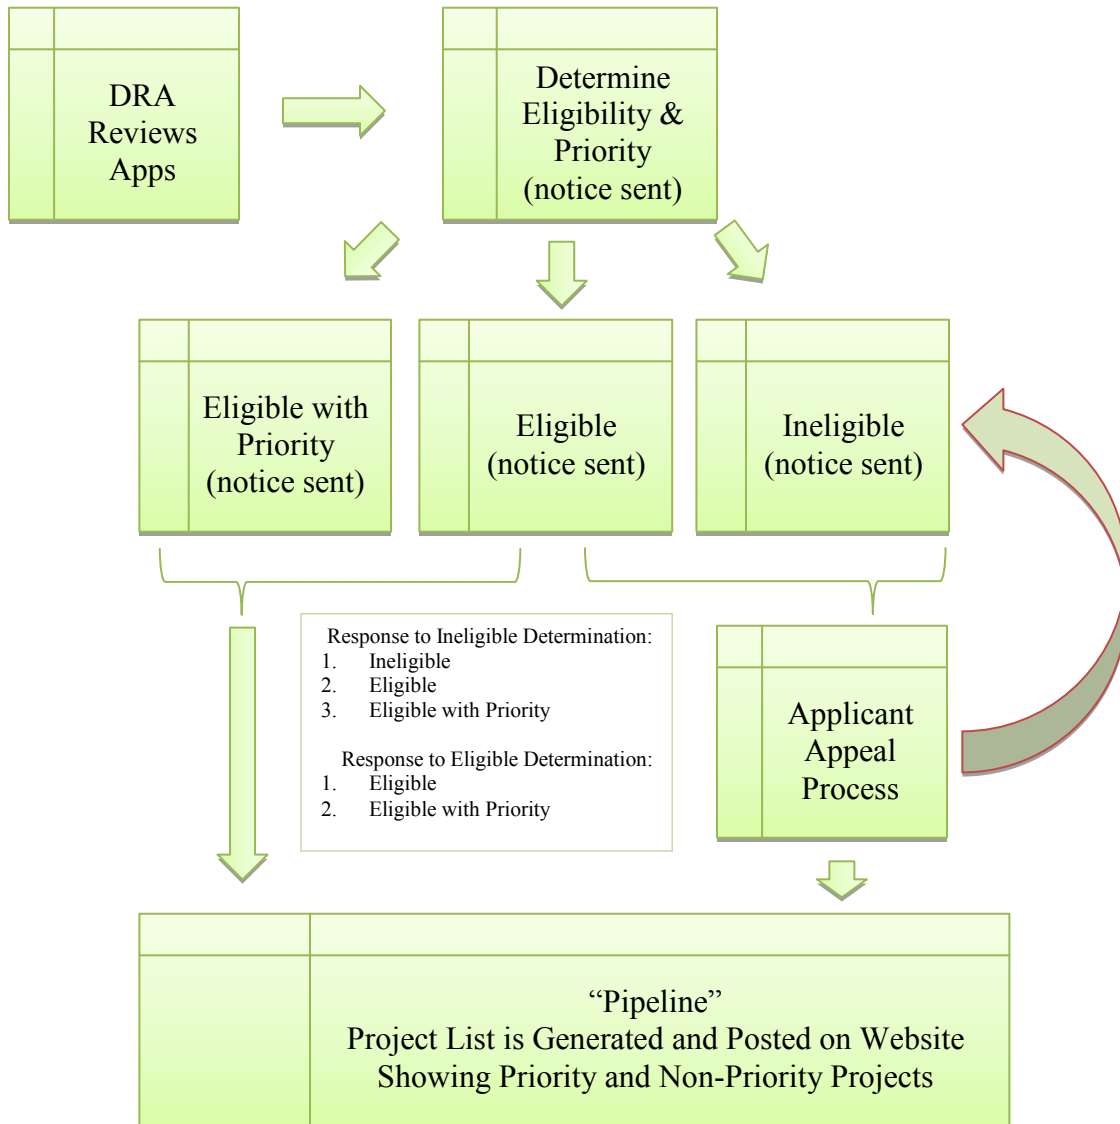 DRA
Reviews
Apps
Determine
Eligibility &
Priority
(notice sent)
Eligible with
Priority
(notice sent)
Eligible
(notice sent)
Ineligible
(notice sent)
Response to Ineligible Determination:
1. Ineligible
2. Eligible
3. Eligible with Priority
Response to Eligible Determination:
1. Eligible
2. Eligible with Priority
Applicant
Appeal
Process
“Pipeline”
Project List is Generated and Posted on Website
Showing Priority and Non-Priority Projects